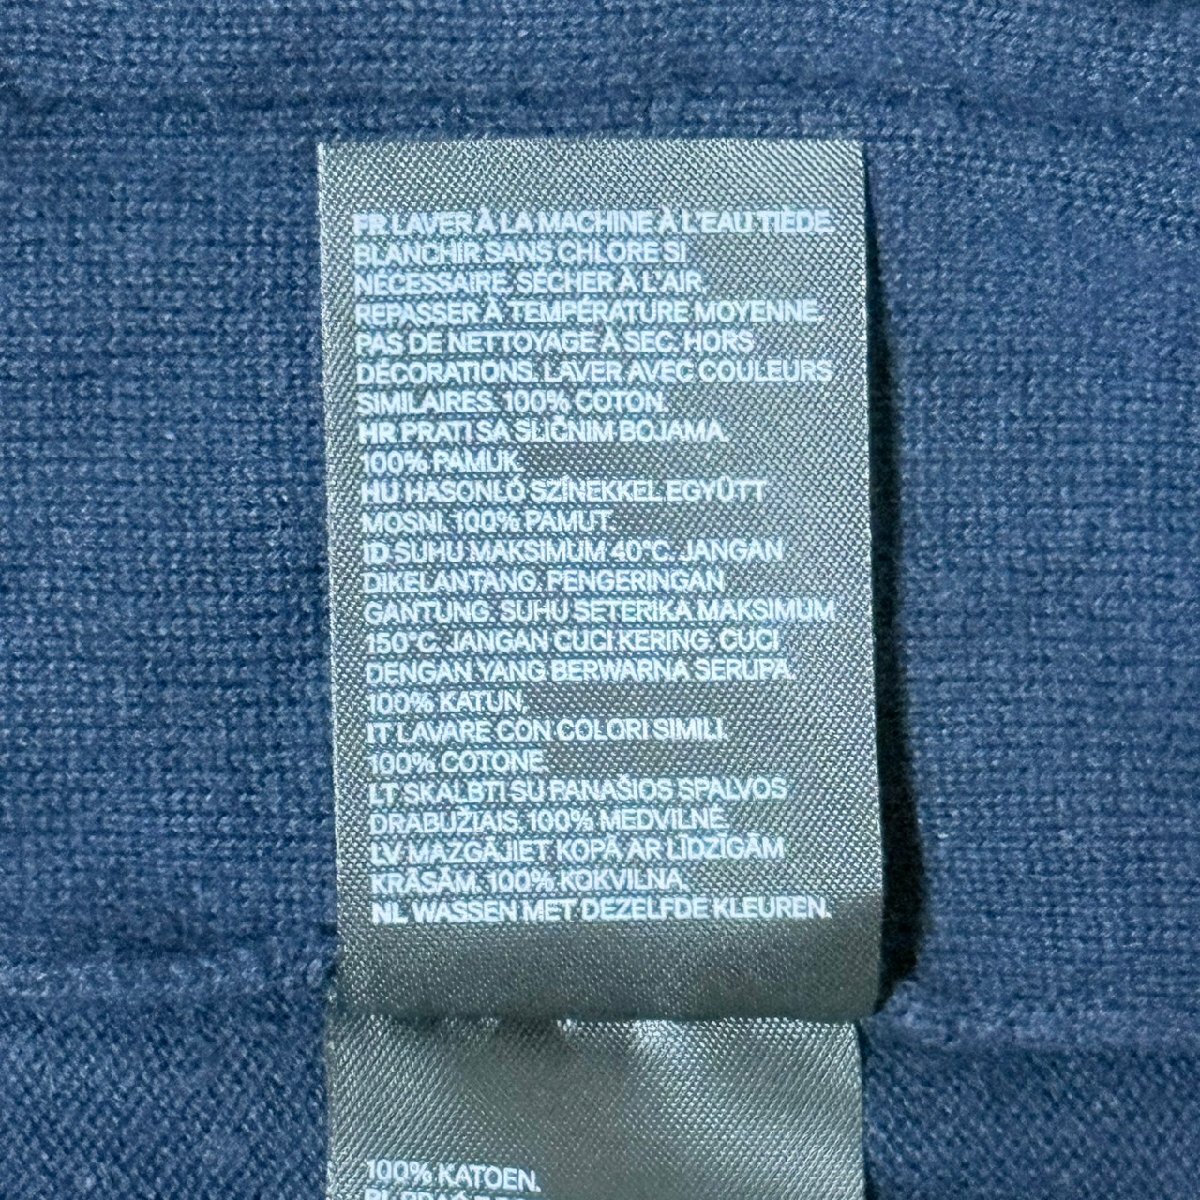 FR LAVER À LA MACHINE À L'EAU TIEDE.
BLANCHIR SANS CHLORE SI
NÉCESSAIRE. SÉCHER À L'AIR.
REPASSER À TEMPÉRATURE MOYENNE.
PAS DE NETTOYAGE À SEC. HORS
DÉCORATIONS. LAVER AVEC COULEURS
SIMILAIRES. 100% COTON.
HR PRATI SA SLIČNIM BOJAMA.
100% PAMUK.
HU HASONLÓ SZÍNEKKEL EGYÜTT
MOSNI. 100% PAMUT.
ID SUHU MAKSIMUM 40°C. JANGAN
DIKELANTANG. PENGERINGAN
GANTUNG. SUHU SETERIKA MAKSIMUM
150°C. JANGAN CUCI KERING. CUCI
DENGAN YANG BERWARNA SERUPA.
100% KATUN.
IT LAVARE CON COLORI SIMILI.
100% COTONE.
LT SKALBTI SU PANAŠIOS SPALVOS
DRABUŽIAIS. 100% MEDVILNĖ.
LV MAZGĀJIET KOPĀ AR LĪDZĪGĀM
KRĀSĀM. 100% KOKVILNA.
NL WASSEN MET DEZELFDE KLEUREN.
100% KATOEN.